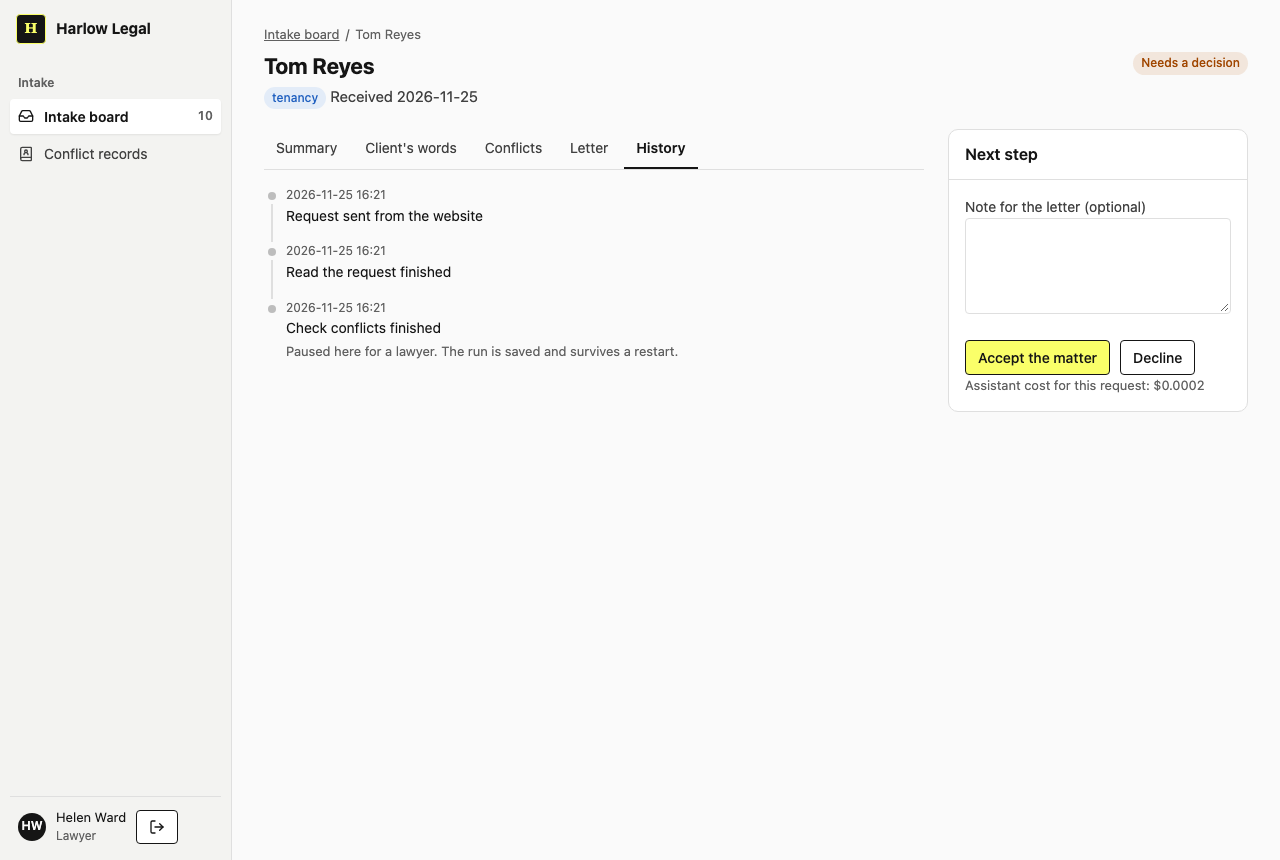 H Harlow Legal
Intake
Intake board 10
Conflict records
HW Helen Ward
Lawyer
Intake board / Tom Reyes
Tom Reyes
Needs a decision
tenancy Received 2026-11-25
Summary Client's words Conflicts Letter History
2026-11-25 16:21
Request sent from the website
2026-11-25 16:21
Read the request finished
2026-11-25 16:21
Check conflicts finished
Paused here for a lawyer. The run is saved and survives a restart.
Next step
Note for the letter (optional)
Accept the matter Decline
Assistant cost for this request: $0.0002